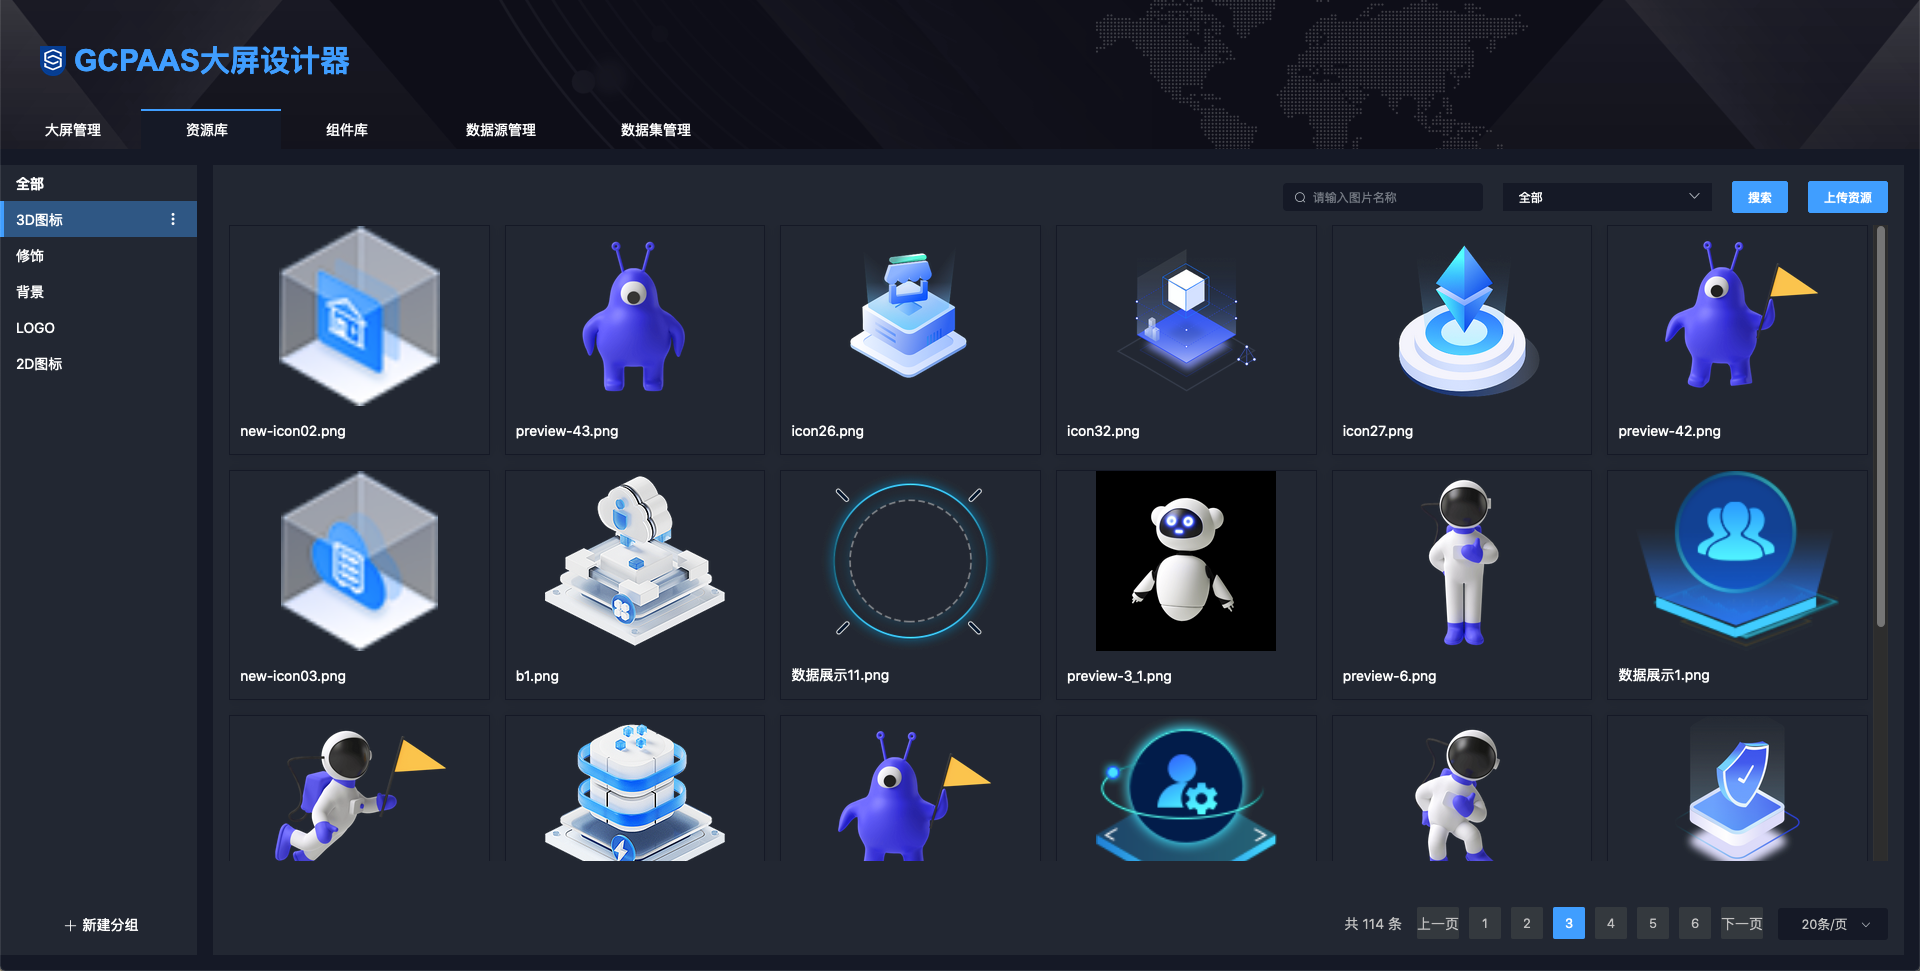 GCPAAS大屏设计器
大屏管理 资源库 组件库 数据源管理 数据集管理
全部
3D图标
修饰
背景
LOGO
2D图标
新建分组
请输入图片名称 全部 搜索 上传资源
new-icon02.png preview-43.png icon26.png icon32.png icon27.png preview-42.png
new-icon03.png b1.png 数据展示11.png preview-3_1.png preview-6.png 数据展示1.png
共 114 条 上一页 1 2 3 4 5 6 下一页 20条/页